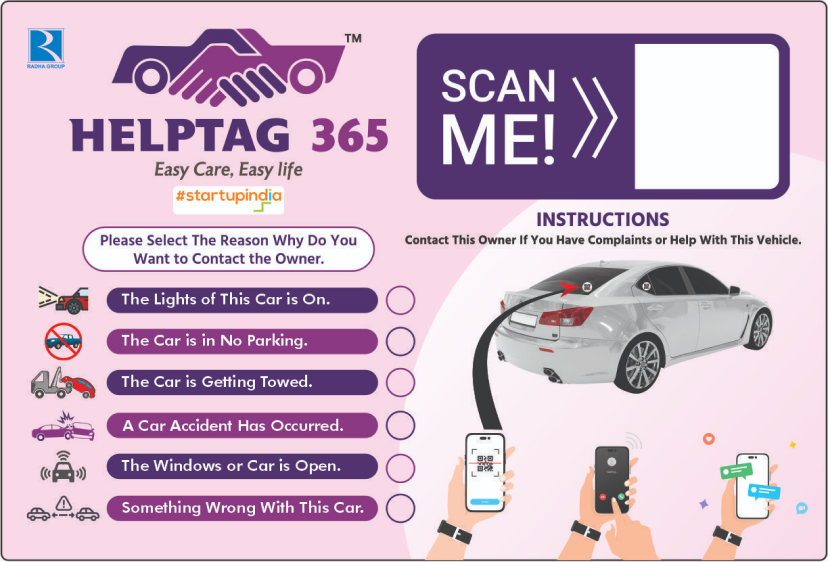 RADHA GROUP
TM
HELPTAG 365
Easy Care, Easy life
#startupindia
Please Select The Reason Why Do You
Want to Contact the Owner.
The Lights of This Car is On.
The Car is in No Parking.
The Car is Getting Towed.
A Car Accident Has Occurred.
The Windows or Car is Open.
Something Wrong With This Car.
SCAN
ME!
INSTRUCTIONS
Contact This Owner If You Have Complaints or Help With This Vehicle.